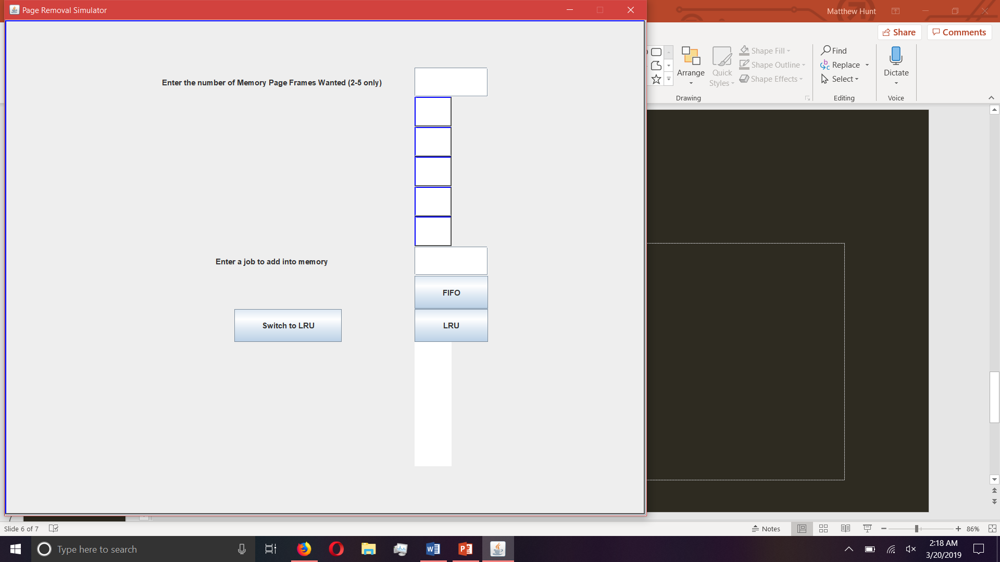 Page Removal Simulator
Matthew Hunt
Share
Comments
Enter the number of Memory Page Frames Wanted (2-5 only)
Arrange
Quick
Styles
Shape Fill
Shape Outline
Shape Effects
Drawing
Find
Replace
Select
Editing
Dictate
Voice
Enter a job to add into memory
FIFO
Switch to LRU
LRU
Slide 6 of 7
Notes
86%
Type here to search
2:18 AM
3/20/2019